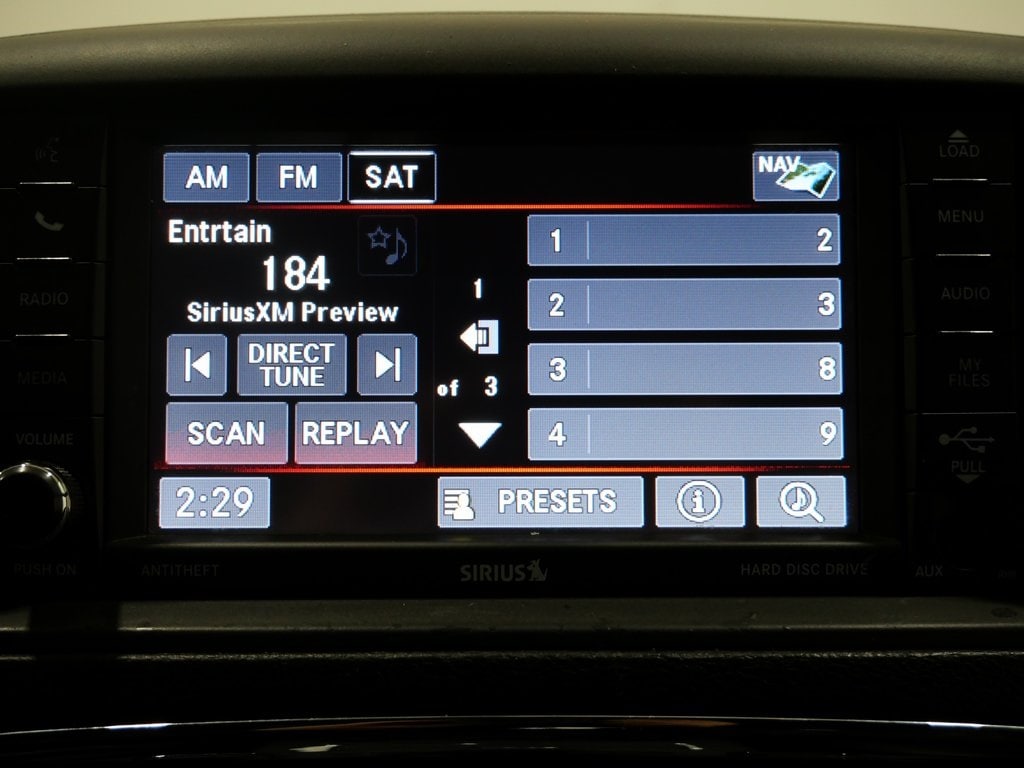 LOAD
MENU
AUDIO
MY
FILES
PULL
RADIO
MEDIA
VOLUME
PUSH ON
AM FM SAT NAV
Entrtain
184
SiriusXM Preview
DIRECT
TUNE
SCAN REPLAY
1
of 3
1 2
2 3
3 8
4 9
2:29 PRESETS i
ANTITHEFT SIRIUS HARD DISC DRIVE AUX